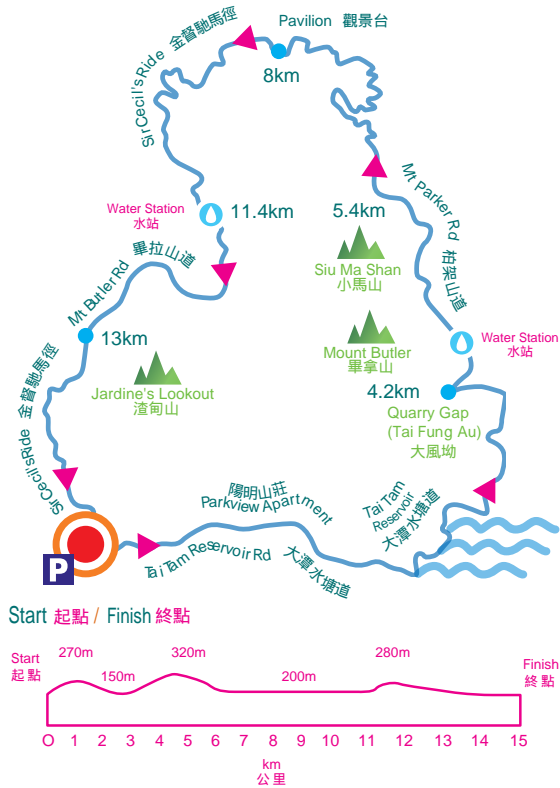 Pavilion 觀景台
8km
Sir Cecil's Ride 金督馳馬徑
Water Station
水站
11.4km
5.4km
Mt Parker Rd 柏架山道
Siu Ma Shan
小馬山
Mt Butler Rd 畢拉山道
13km
Mount Butler
畢拿山
Water Station
水站
Jardine's Lookout
渣甸山
4.2km
Quarry Gap
(Tai Fung Au)
大風坳
Sir Cecil's Ride 金督馳馬徑
陽明山莊
Parkview Apartment
Tai Tam
Reservoir
大潭水塘道
Tai Tam Reservoir Rd 大潭水塘道
P
Start 起點 / Finish 終點
Start
起點
270m
150m
320m
200m
280m
Finish
終點
O 1 2 3 4 5 6 7 8 9 10 11 12 13 14 15
km
公里